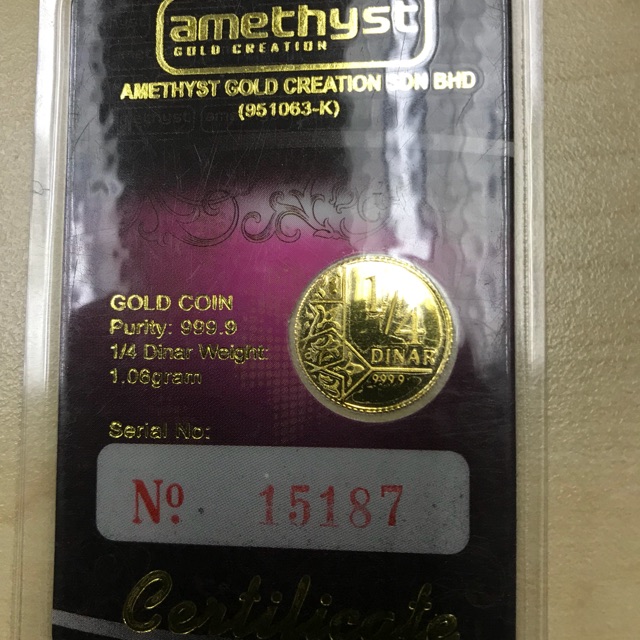 amethyst
GOLD CREATION
AMETHYST GOLD CREATION SDN BHD
(951063-K)
GOLD COIN
Purity: 999.9
1/4 Dinar Weight:
1.06gram
1/4
DINAR
999.9
Serial No:
Nº 15187
Certificate